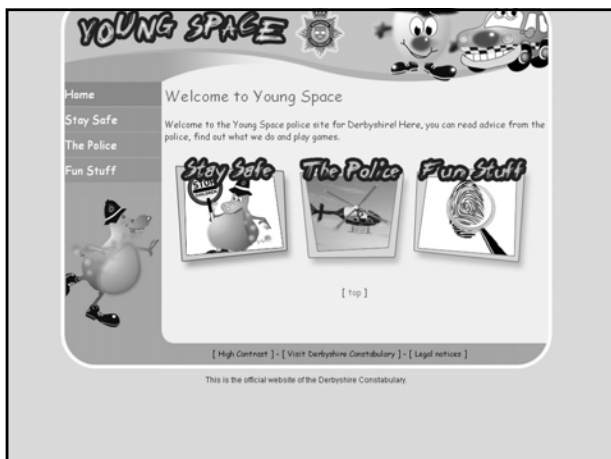 YOUNG SPACE
Home
Stay Safe
The Police
Fun Stuff
Welcome to Young Space
Welcome to the Young Space police site for Derbyshire! Here, you can read advice from the
police, find out what we do and play games.
Stay Safe
The Police
Fun Stuff
STOP
CHILDREN
[ top ]
[ High Contrast ] - [ Visit Derbyshire Constabulary ] - [ Legal notices ]
This is the official website of the Derbyshire Constabulary.